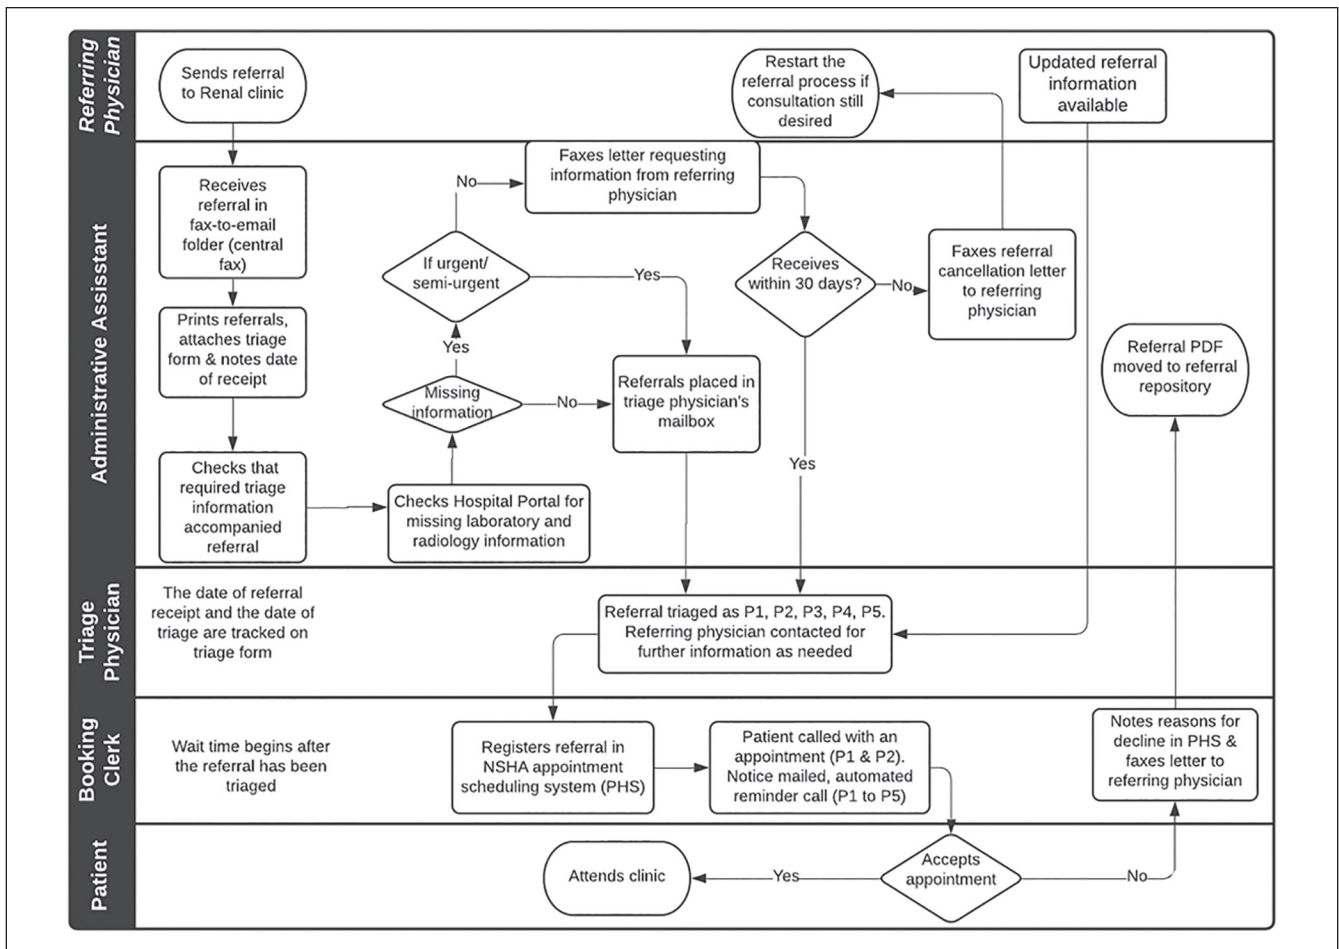 Referring
Physician
Sends referral
to Renal clinic
Restart the
referral process if
consultation still
desired
Updated referral
information
available
Administrative Assisstant
Receives
referral in
fax-to-email
folder (central
fax)
Prints referrals,
attaches triage
form & notes date
of receipt
Checks that
required triage
information
accompanied
referral
Checks Hospital Portal for
missing laboratory and
radiology information
Missing
information
Yes
No
If urgent/
semi-urgent
No
Yes
Faxes letter requesting
information from referring
physician
Referrals placed in
triage physician's
mailbox
Receives
within 30 days?
No
Yes
Faxes referral
cancellation letter
to referring
physician
Referral PDF
moved to referral
repository
Triage
Physician
The date of referral
receipt and the date of
triage are tracked on
triage form
Referral triaged as P1, P2, P3, P4, P5.
Referring physician contacted for
further information as needed
Booking
Clerk
Wait time begins after
the referral has been
triaged
Registers referral in
NSHA appointment
scheduling system (PHS)
Patient called with an
appointment (P1 & P2).
Notice mailed, automated
reminder call (P1 to P5)
Notes reasons for
decline in PHS &
faxes letter to
referring physician
Patient
Attends clinic
Yes
Accepts
appointment
No